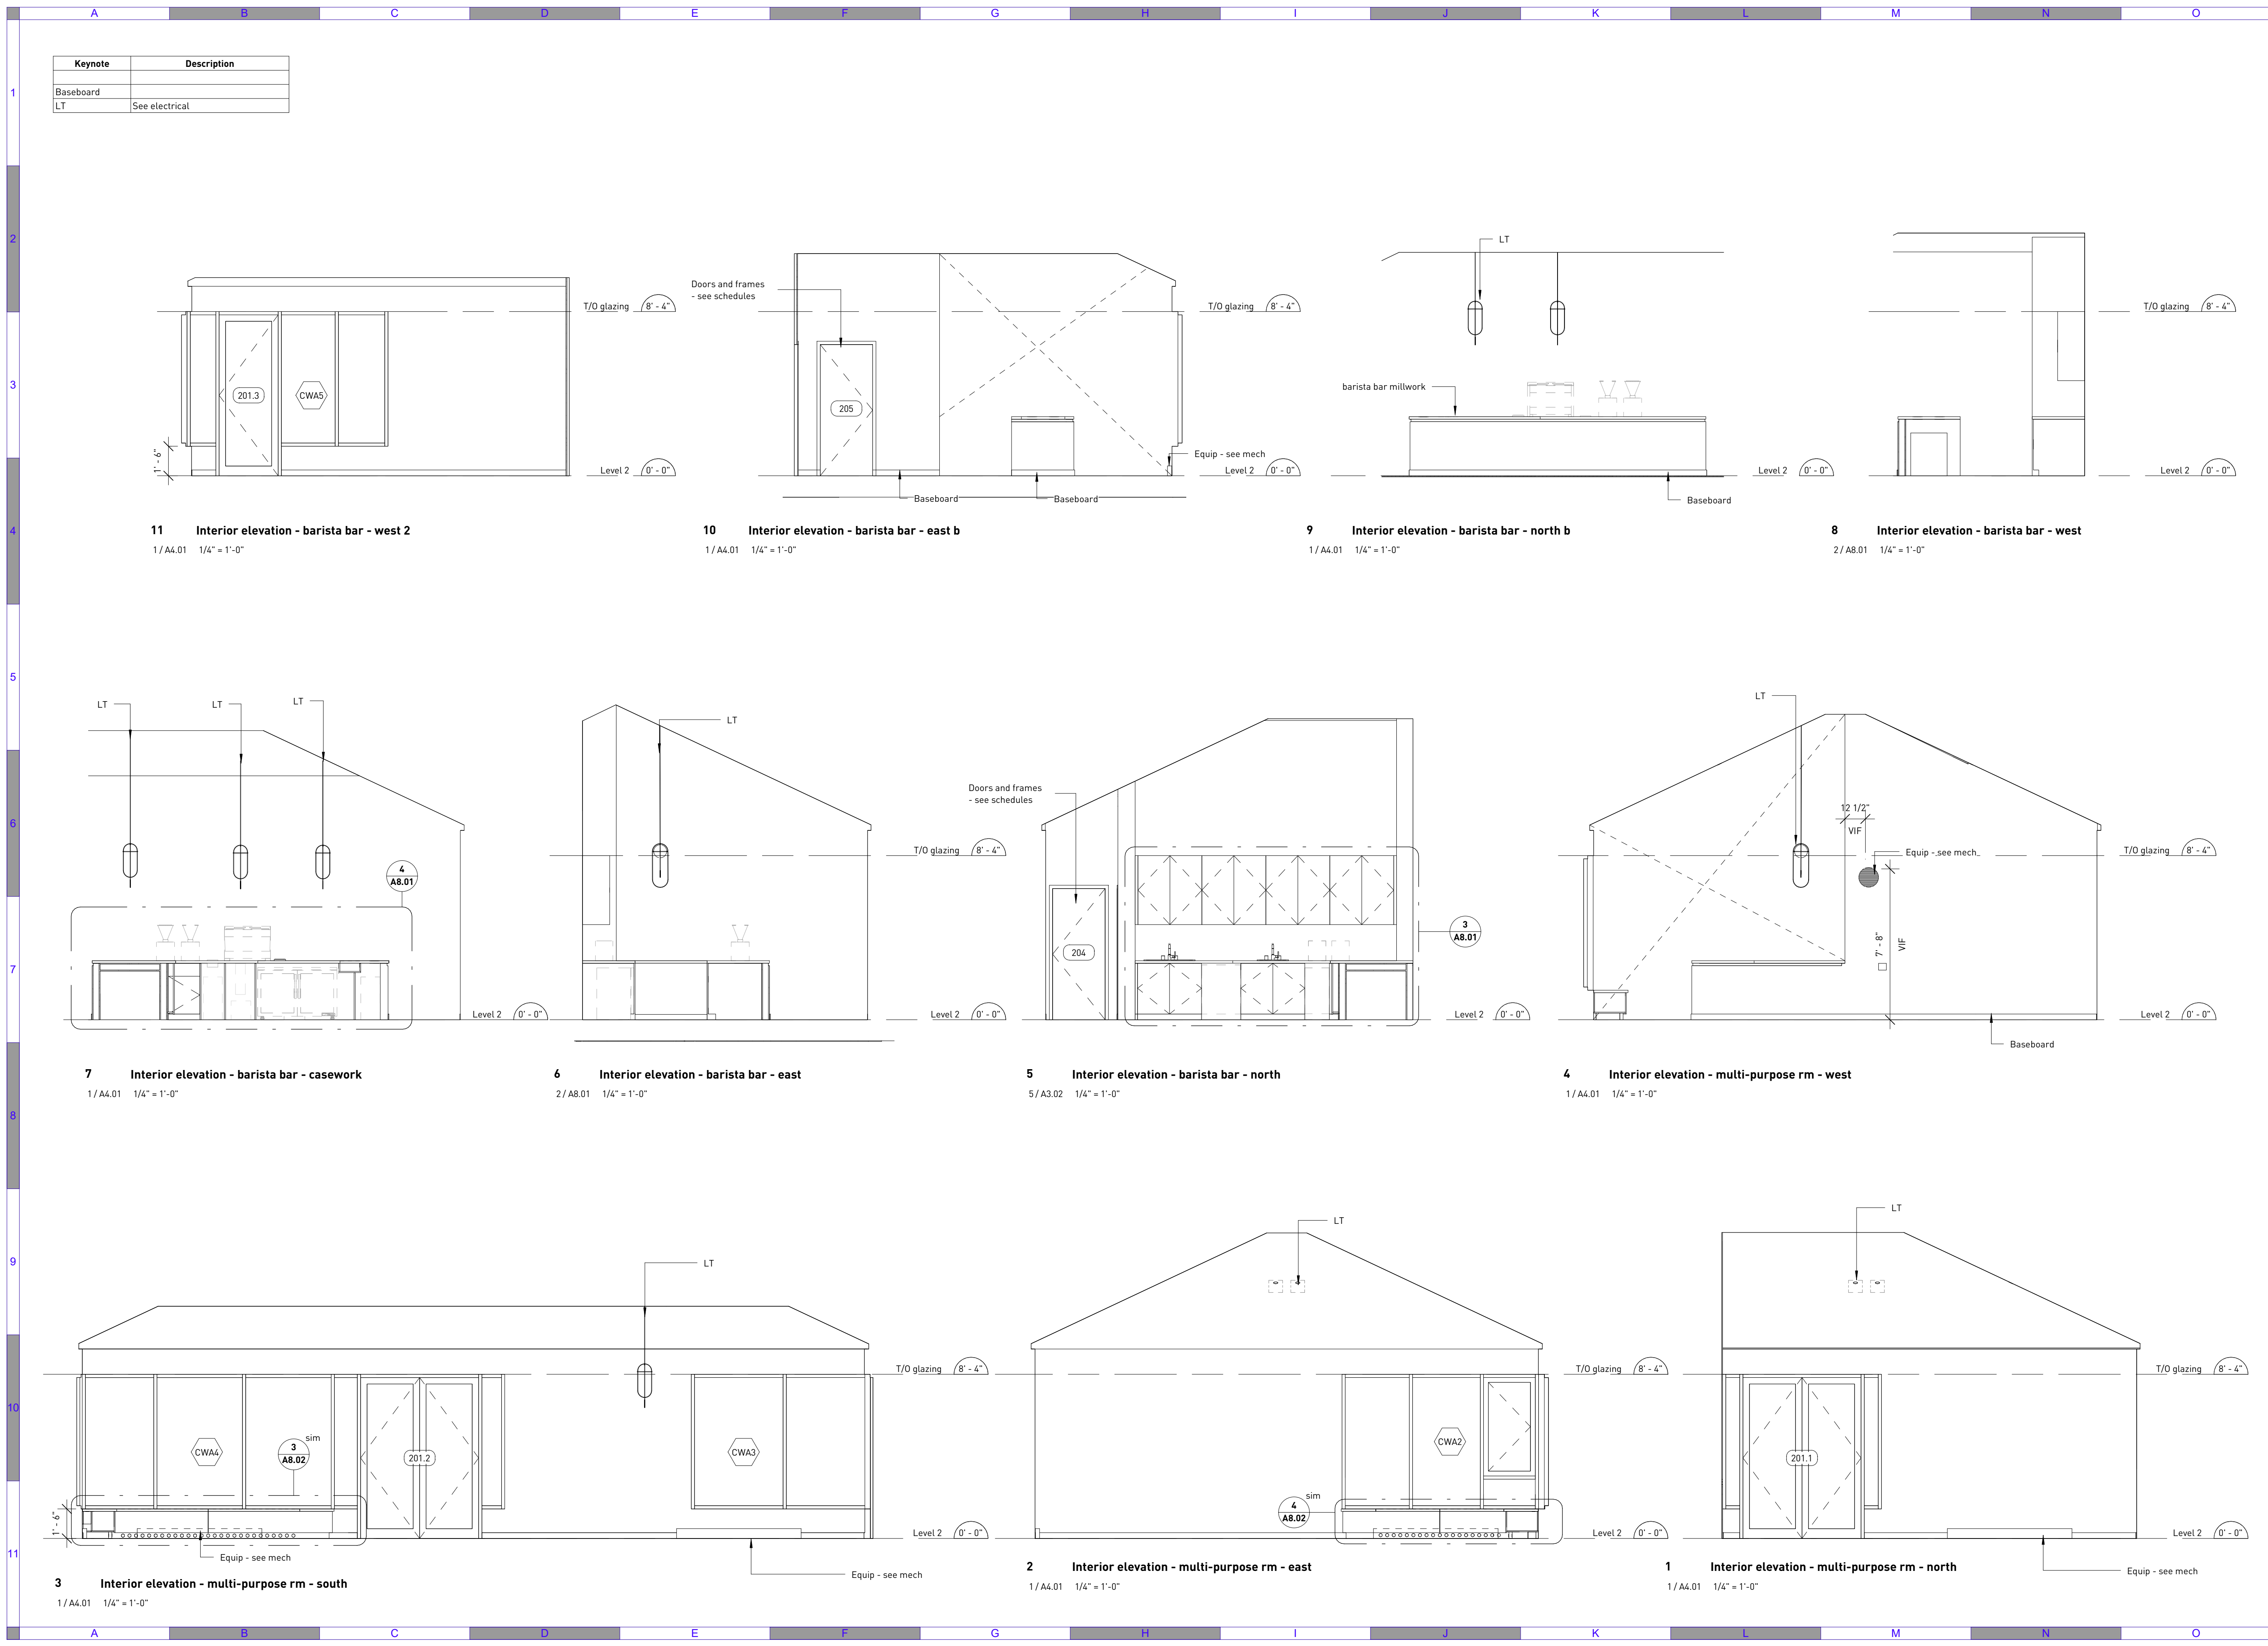 A B C D E F G H I J K L M N O
1
2
3
4
5
6
7
8
9
10
11
Keynote Description
Baseboard
LT See electrical
T/O glazing 8' - 4"
201.3
CWA5
1' - 6"
Level 2 0' - 0"
11 Interior elevation - barista bar - west 2
1 / A4.01 1/4" = 1'-0"
Doors and frames
- see schedules
T/O glazing 8' - 4"
205
Equip - see mech
Level 2 0' - 0"
Baseboard
Baseboard
10 Interior elevation - barista bar - east b
1 / A4.01 1/4" = 1'-0"
LT
barista bar millwork
Level 2 0' - 0"
Baseboard
9 Interior elevation - barista bar - north b
1 / A4.01 1/4" = 1'-0"
T/O glazing 8' - 4"
Level 2 0' - 0"
8 Interior elevation - barista bar - west
2 / A8.01 1/4" = 1'-0"
LT
LT
LT
4
A8.01
Level 2 0' - 0"
7 Interior elevation - barista bar - casework
1 / A4.01 1/4" = 1'-0"
LT
T/O glazing 8' - 4"
Level 2 0' - 0"
6 Interior elevation - barista bar - east
2 / A8.01 1/4" = 1'-0"
Doors and frames
- see schedules
204
3
A8.01
Level 2 0' - 0"
5 Interior elevation - barista bar - north
5 / A3.02 1/4" = 1'-0"
LT
12 1/2"
VIF
Equip - see mech
T/O glazing 8' - 4"
7' - 8"
VIF
Level 2 0' - 0"
Baseboard
4 Interior elevation - multi-purpose rm - west
1 / A4.01 1/4" = 1'-0"
LT
T/O glazing 8' - 4"
CWA4
sim
3
A8.02
201.2
CWA3
1' - 6"
Level 2 0' - 0"
Equip - see mech
Equip - see mech
3 Interior elevation - multi-purpose rm - south
1 / A4.01 1/4" = 1'-0"
LT
T/O glazing 8' - 4"
CWA2
sim
4
A8.02
Level 2 0' - 0"
2 Interior elevation - multi-purpose rm - east
1 / A4.01 1/4" = 1'-0"
LT
T/O glazing 8' - 4"
201.1
Level 2 0' - 0"
Equip - see mech
1 Interior elevation - multi-purpose rm - north
1 / A4.01 1/4" = 1'-0"
A B C D E F G H I J K L M N O